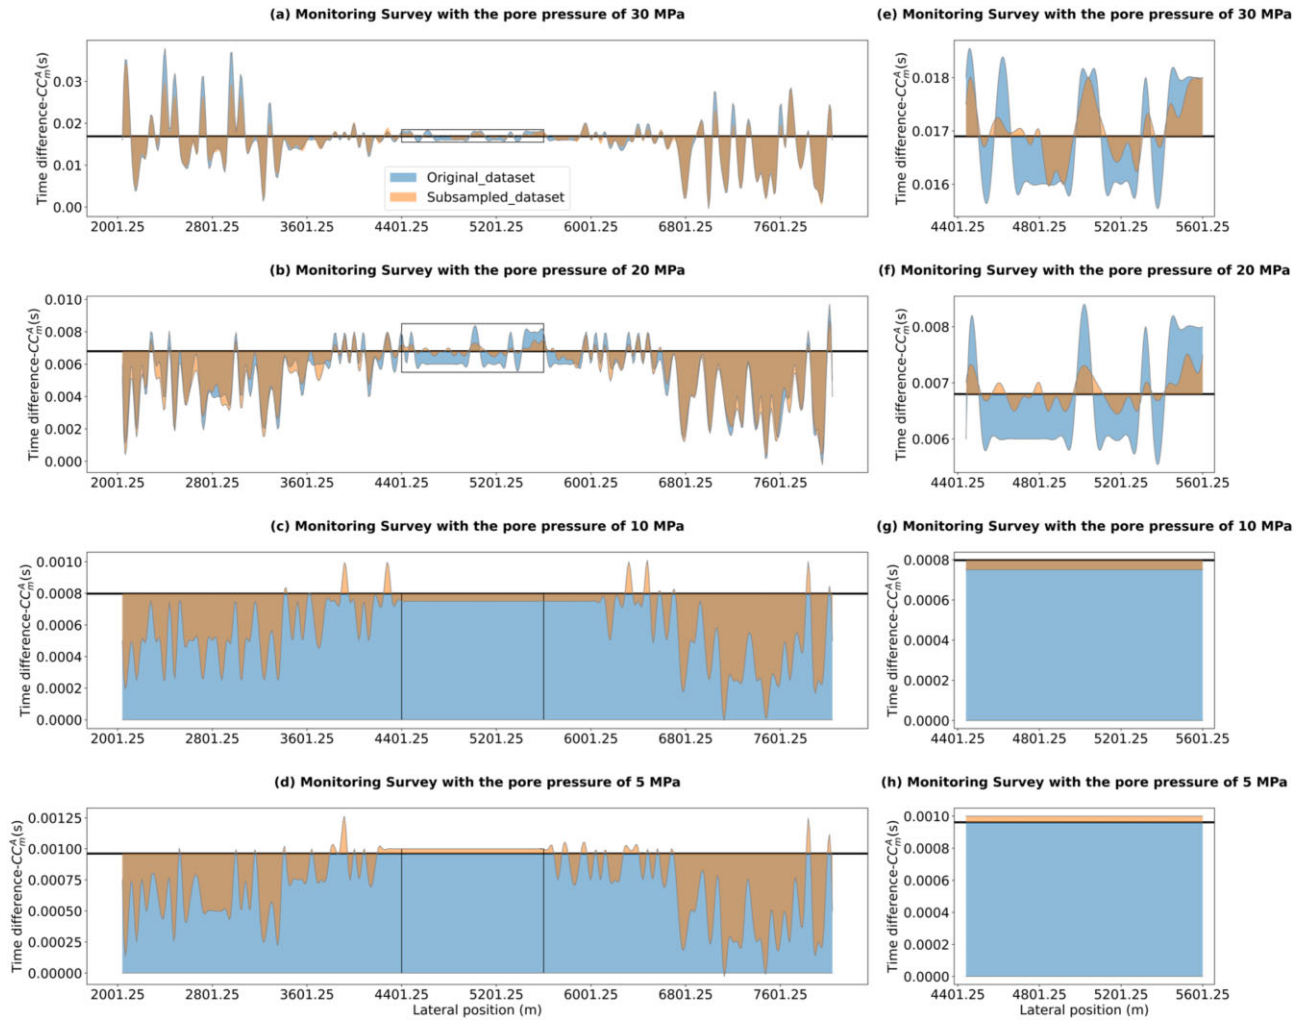 (a) Monitoring Survey with the pore pressure of 30 MPa
Time difference-CC_m^A(s)
0.03
0.02
0.01
0.00
Original_dataset
Subsampled_dataset
2001.25 2801.25 3601.25 4401.25 5201.25 6001.25 6801.25 7601.25
(e) Monitoring Survey with the pore pressure of 30 MPa
Time difference-CC_m^A(s)
0.018
0.017
0.016
4401.25 4801.25 5201.25 5601.25
(b) Monitoring Survey with the pore pressure of 20 MPa
Time difference-CC_m^A(s)
0.010
0.008
0.006
0.004
0.002
0.000
2001.25 2801.25 3601.25 4401.25 5201.25 6001.25 6801.25 7601.25
(f) Monitoring Survey with the pore pressure of 20 MPa
Time difference-CC_m^A(s)
0.008
0.007
0.006
4401.25 4801.25 5201.25 5601.25
(c) Monitoring Survey with the pore pressure of 10 MPa
Time difference-CC_m^A(s)
0.0010
0.0008
0.0006
0.0004
0.0002
0.0000
2001.25 2801.25 3601.25 4401.25 5201.25 6001.25 6801.25 7601.25
(g) Monitoring Survey with the pore pressure of 10 MPa
Time difference-CC_m^A(s)
0.0008
0.0006
0.0004
0.0002
0.0000
4401.25 4801.25 5201.25 5601.25
(d) Monitoring Survey with the pore pressure of 5 MPa
Time difference-CC_m^A(s)
0.00125
0.00100
0.00075
0.00050
0.00025
0.00000
2001.25 2801.25 3601.25 4401.25 5201.25 6001.25 6801.25 7601.25
Lateral position (m)
(h) Monitoring Survey with the pore pressure of 5 MPa
Time difference-CC_m^A(s)
0.0010
0.0008
0.0006
0.0004
0.0002
0.0000
4401.25 4801.25 5201.25 5601.25
Lateral position (m)